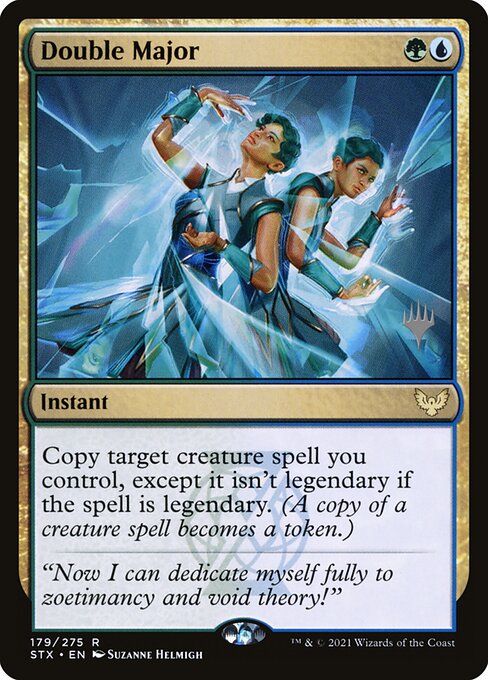 Double Major
Instant
Copy target creature spell you
control, except it isn't legendary if
the spell is legendary. (A copy of a
creature spell becomes a token.)
"Now I can dedicate myself fully to
zoetimancy and void theory!"
179/275 R
STX • EN Suzanne Helmigh
™ & © 2021 Wizards of the Coast